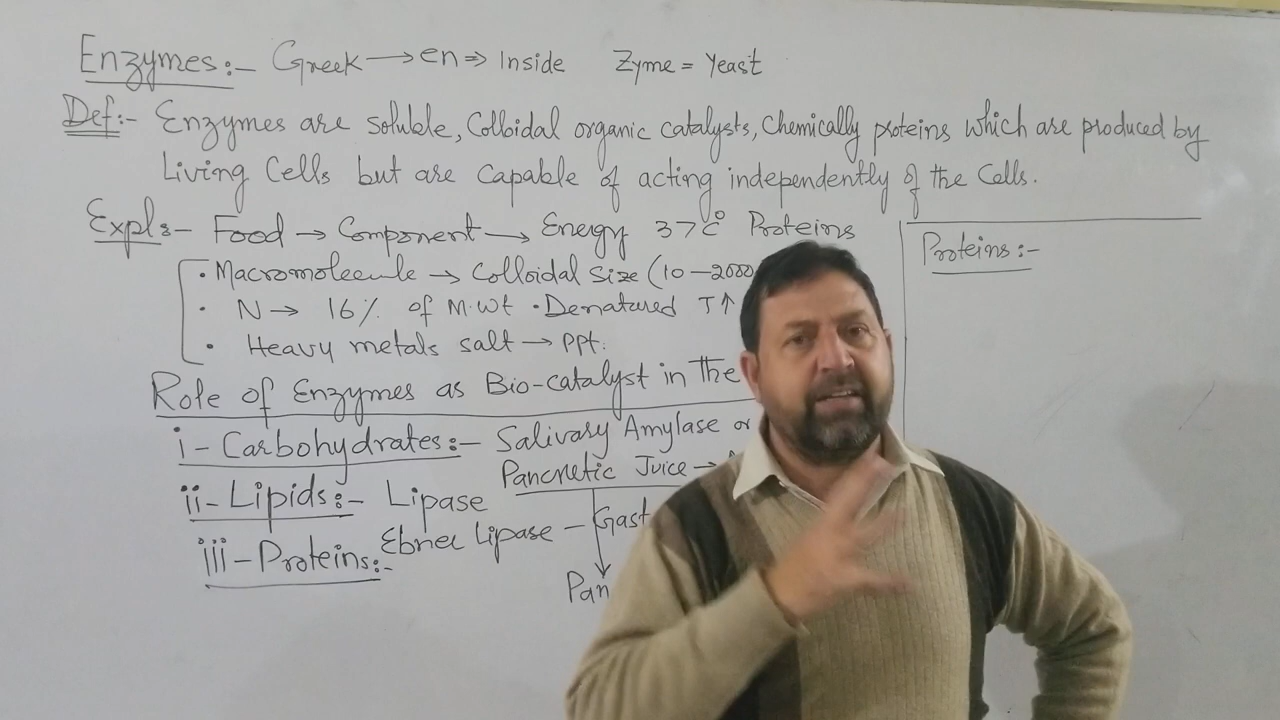 Enzymes:- Greek → en ⇒ Inside Zyme = Yeast
Def:- Enzymes are soluble, Colloidal organic catalysts, Chemically proteins which are produced by
Living Cells but are capable of acting independently of the Cells.
Expl:- Food → Component → Energy 37°C Proteins
• Macromolecule → Colloidal size (10 – 2000
• N → 16% of M.wt • Denatured T↑
• Heavy metals salt → ppt.
Role of Enzymes as Bio-catalyst in the
i- Carbohydrates:- Salivary Amylase or
Pancretic Juice →
ii- Lipids:- Lipase
Ebner Lipase – Gast
iii- Proteins:-
Pan
Proteins:-